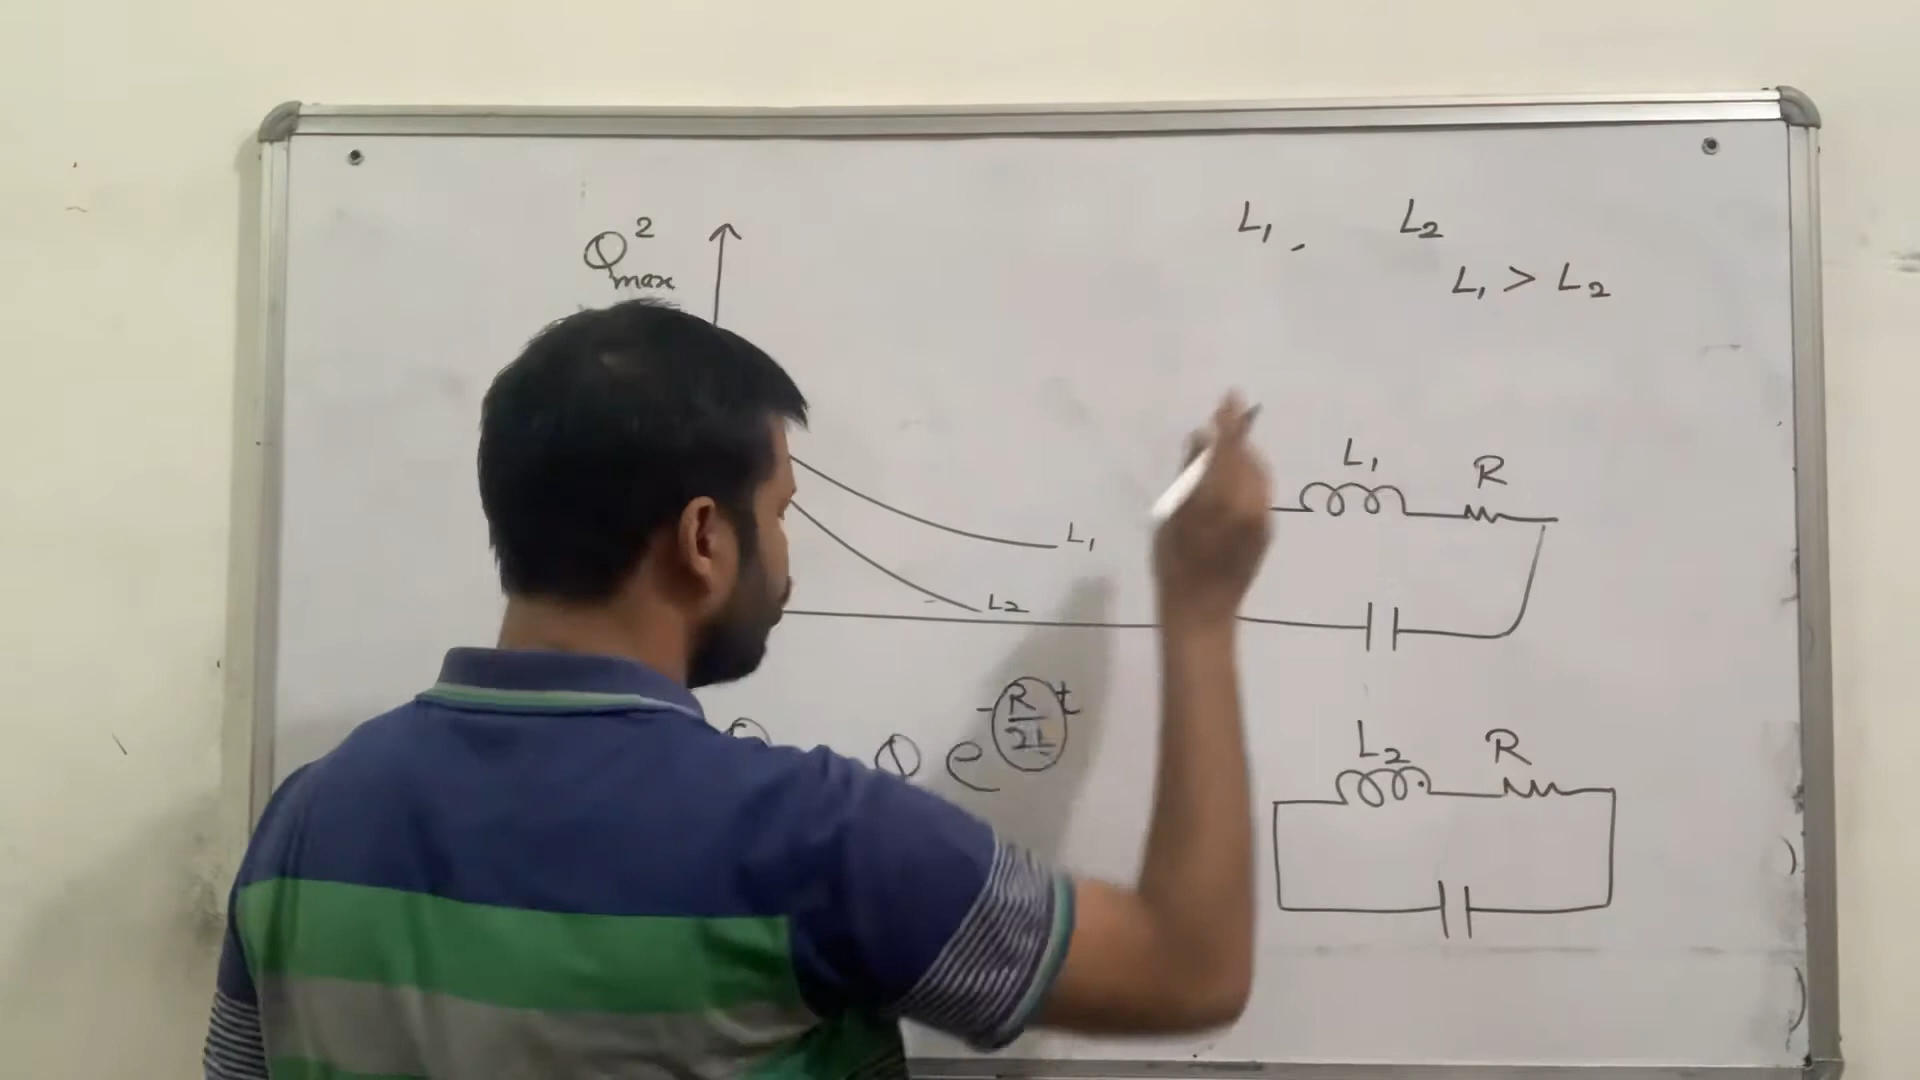 Q²max
L₁ , L₂
L₁ > L₂
L₁ R
L₁
L₂
Q e^(-R/2L t)
L₂ R